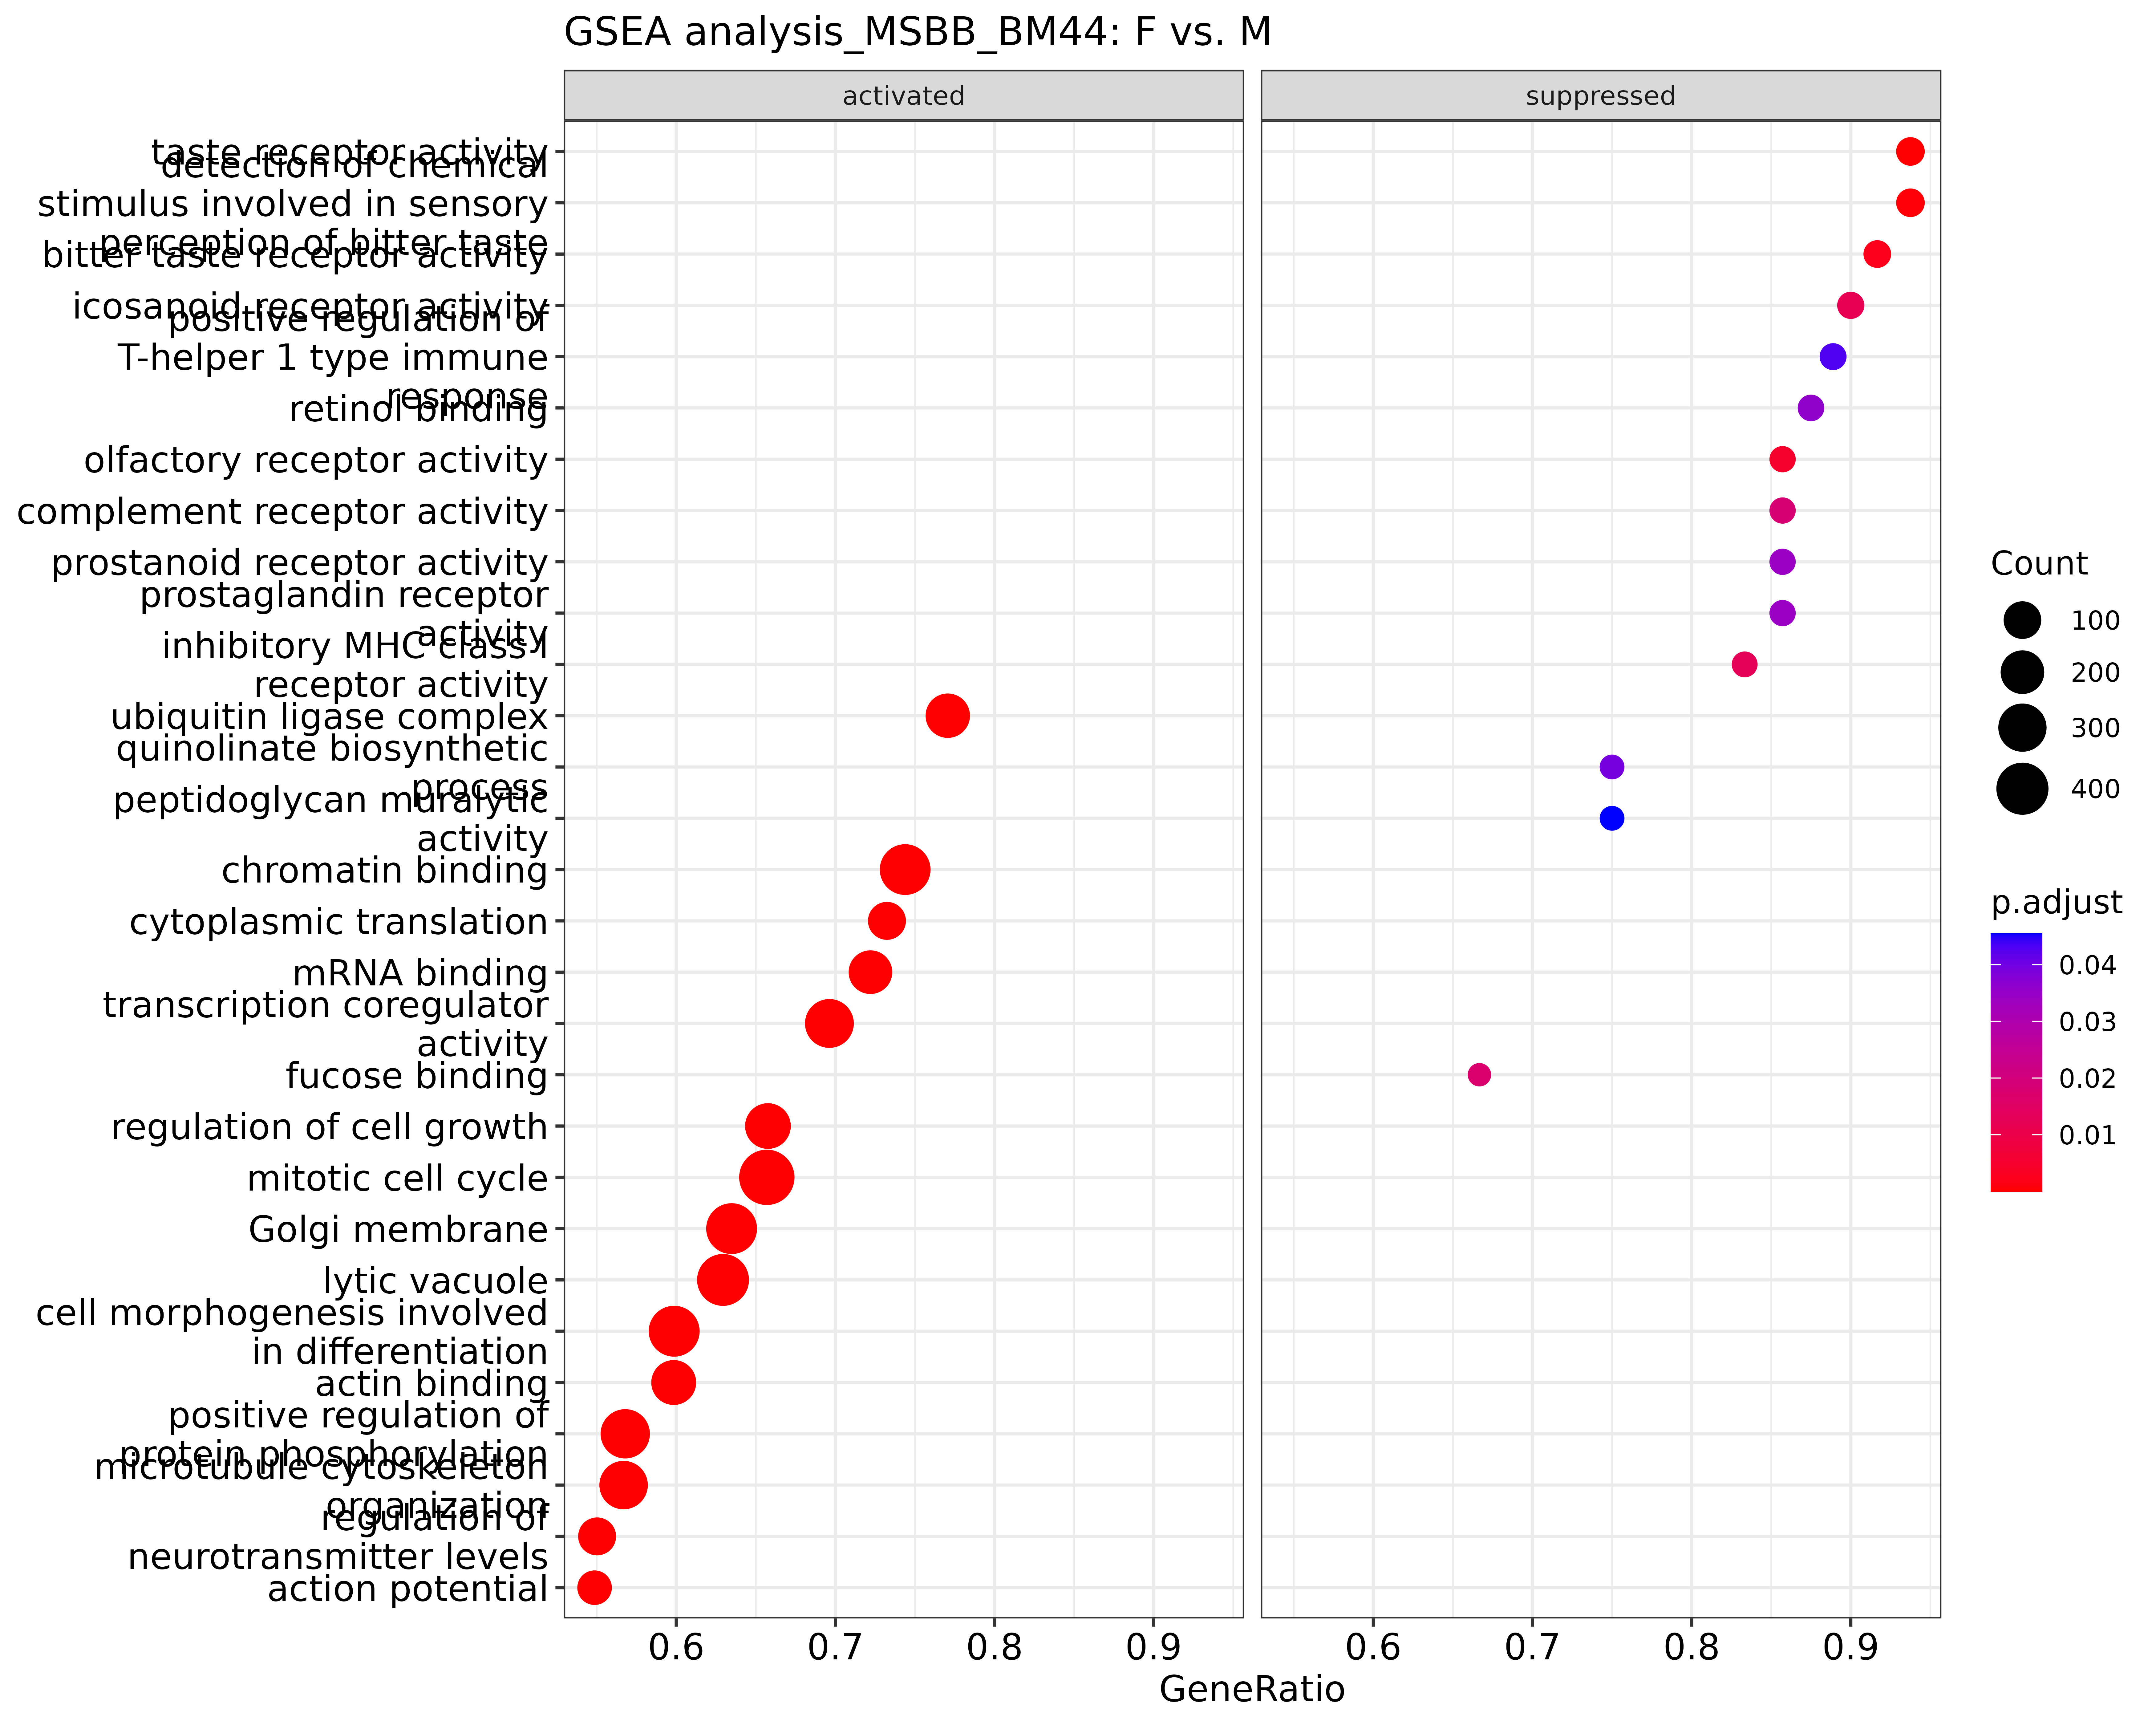 GSEA analysis_MSBB_BM44: F vs. M
activated
suppressed
taste receptor activity
detection of chemical
stimulus involved in sensory
perception of bitter taste
bitter taste receptor activity
icosanoid receptor activity
positive regulation of
T-helper 1 type immune
response
retinol binding
olfactory receptor activity
complement receptor activity
prostanoid receptor activity
prostaglandin receptor
activity
inhibitory MHC class I
receptor activity
ubiquitin ligase complex
quinolinate biosynthetic
process
peptidoglycan muralytic
activity
chromatin binding
cytoplasmic translation
mRNA binding
transcription coregulator
activity
fucose binding
regulation of cell growth
mitotic cell cycle
Golgi membrane
lytic vacuole
cell morphogenesis involved
in differentiation
actin binding
positive regulation of
protein phosphorylation
microtubule cytoskeleton
organization
regulation of
neurotransmitter levels
action potential
0.6 0.7 0.8 0.9
0.6 0.7 0.8 0.9
GeneRatio
Count
100
200
300
400
p.adjust
0.04
0.03
0.02
0.01